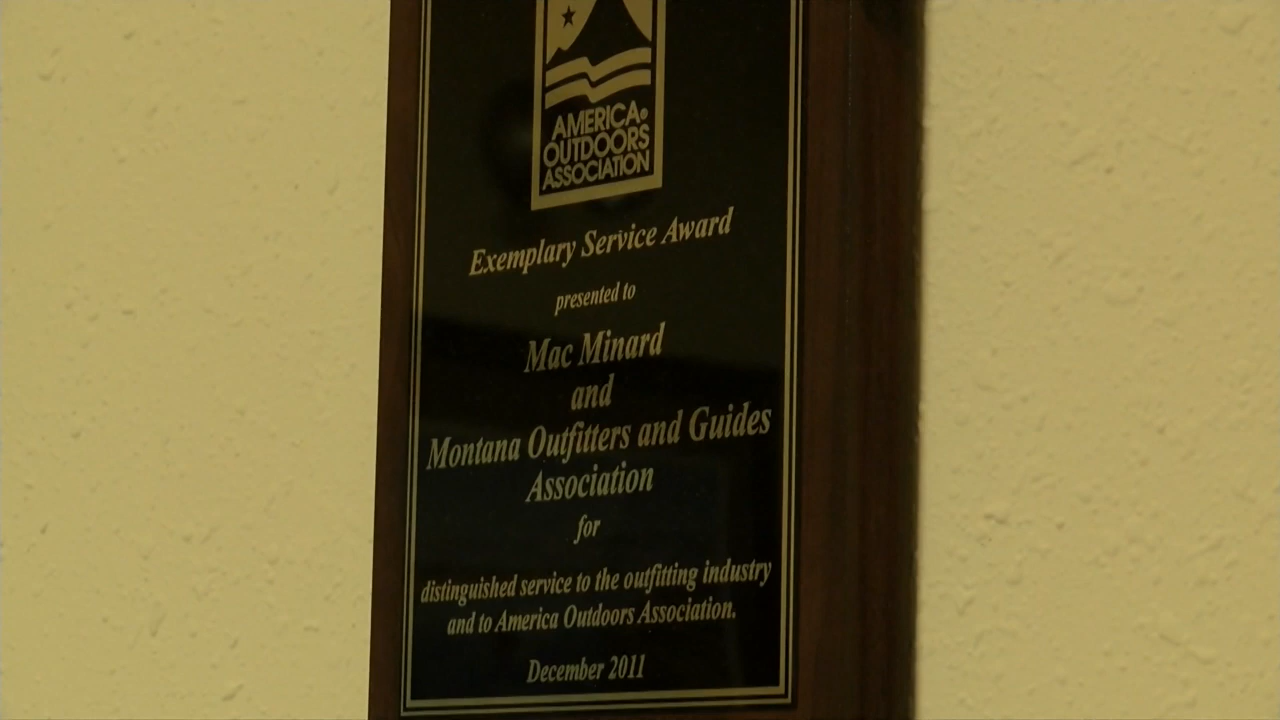 AMERICA®
OUTDOORS
ASSOCIATION
Exemplary Service Award
presented to
Mac Minard
and
Montana Outfitters and Guides
Association
for
distinguished service to the outfitting industry
and to America Outdoors Association.
December 2011